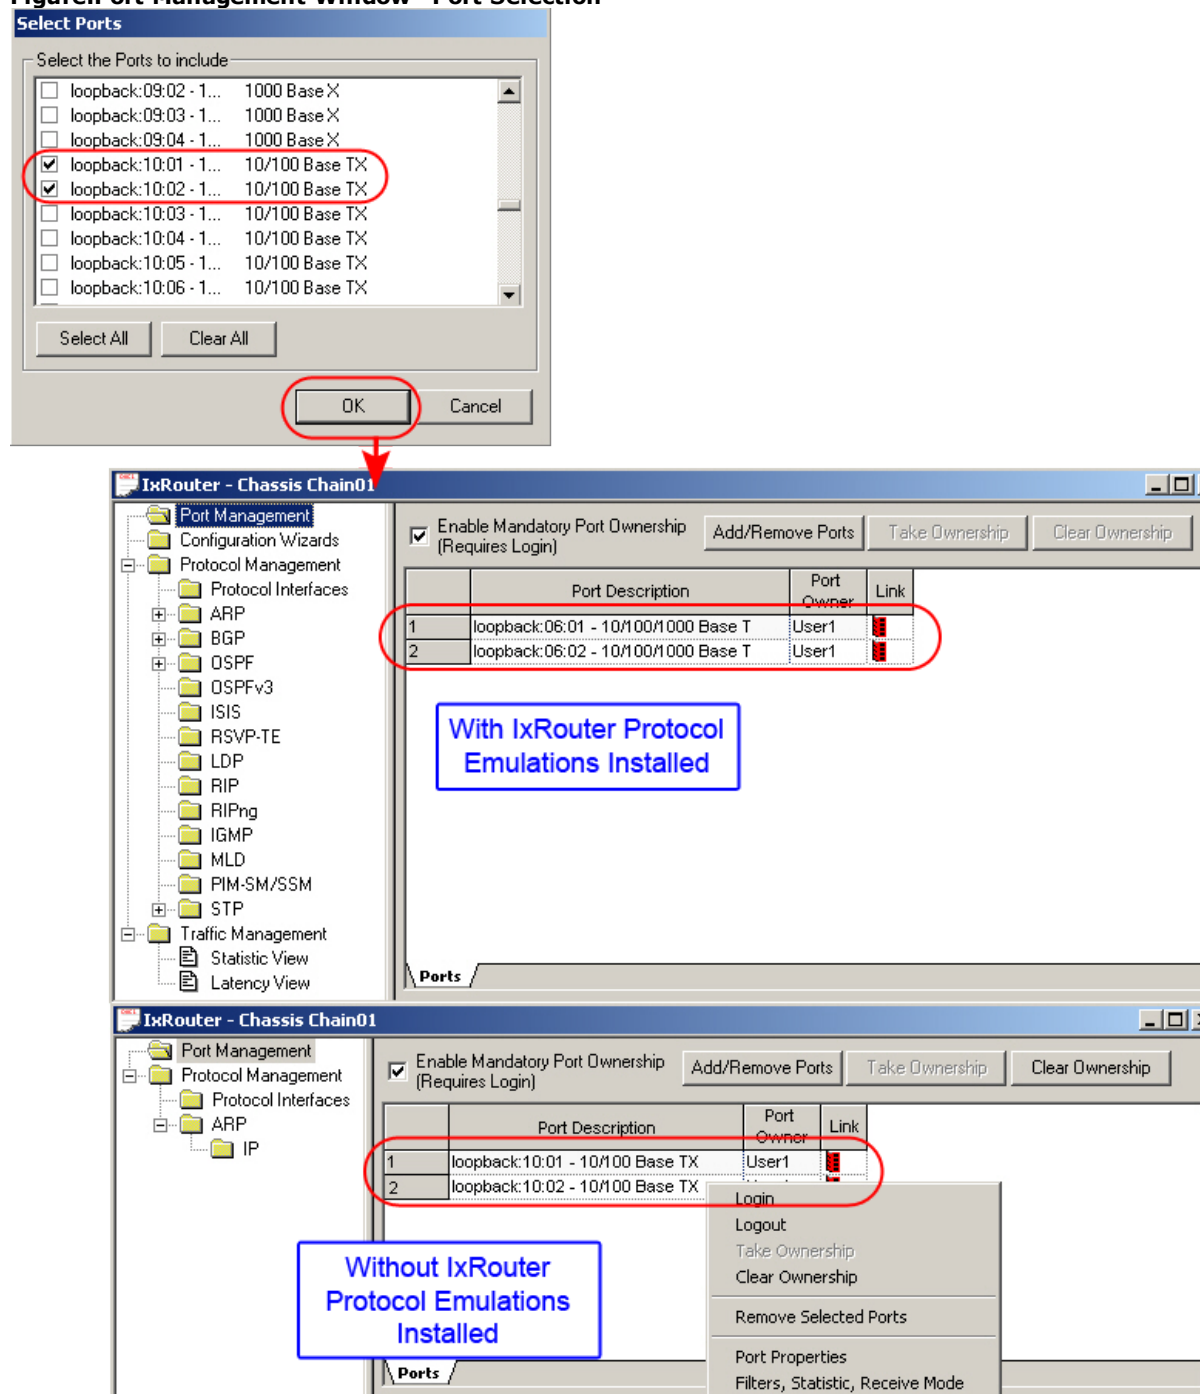 Select Ports
Select the Ports to include
loopback:09:02 - 1... 1000 Base X
loopback:09:03 - 1... 1000 Base X
loopback:09:04 - 1... 1000 Base X
loopback:10:01 - 1... 10/100 Base TX
loopback:10:02 - 1... 10/100 Base TX
loopback:10:03 - 1... 10/100 Base TX
loopback:10:04 - 1... 10/100 Base TX
loopback:10:05 - 1... 10/100 Base TX
loopback:10:06 - 1... 10/100 Base TX
Select All Clear All
OK Cancel
IxRouter - Chassis Chain01
Port Management
Configuration Wizards
Protocol Management
Protocol Interfaces
ARP
BGP
OSPF
OSPFv3
ISIS
RSVP-TE
LDP
RIP
RIPng
IGMP
MLD
PIM-SM/SSM
STP
Traffic Management
Statistic View
Latency View
Enable Mandatory Port Ownership
(Requires Login)
Add/Remove Ports Take Ownership Clear Ownership
Port Description Port Owner Link
1 loopback:06:01 - 10/100/1000 Base T User1
2 loopback:06:02 - 10/100/1000 Base T User1
With IxRouter Protocol
Emulations Installed
Ports
IxRouter - Chassis Chain01
Port Management
Protocol Management
Protocol Interfaces
ARP
IP
Enable Mandatory Port Ownership
(Requires Login)
Add/Remove Ports Take Ownership Clear Ownership
Port Description Port Owner Link
1 loopback:10:01 - 10/100 Base TX User1
2 loopback:10:02 - 10/100 Base TX
Login
Logout
Take Ownership
Clear Ownership
Remove Selected Ports
Port Properties
Filters, Statistic, Receive Mode
Without IxRouter
Protocol Emulations
Installed
Ports